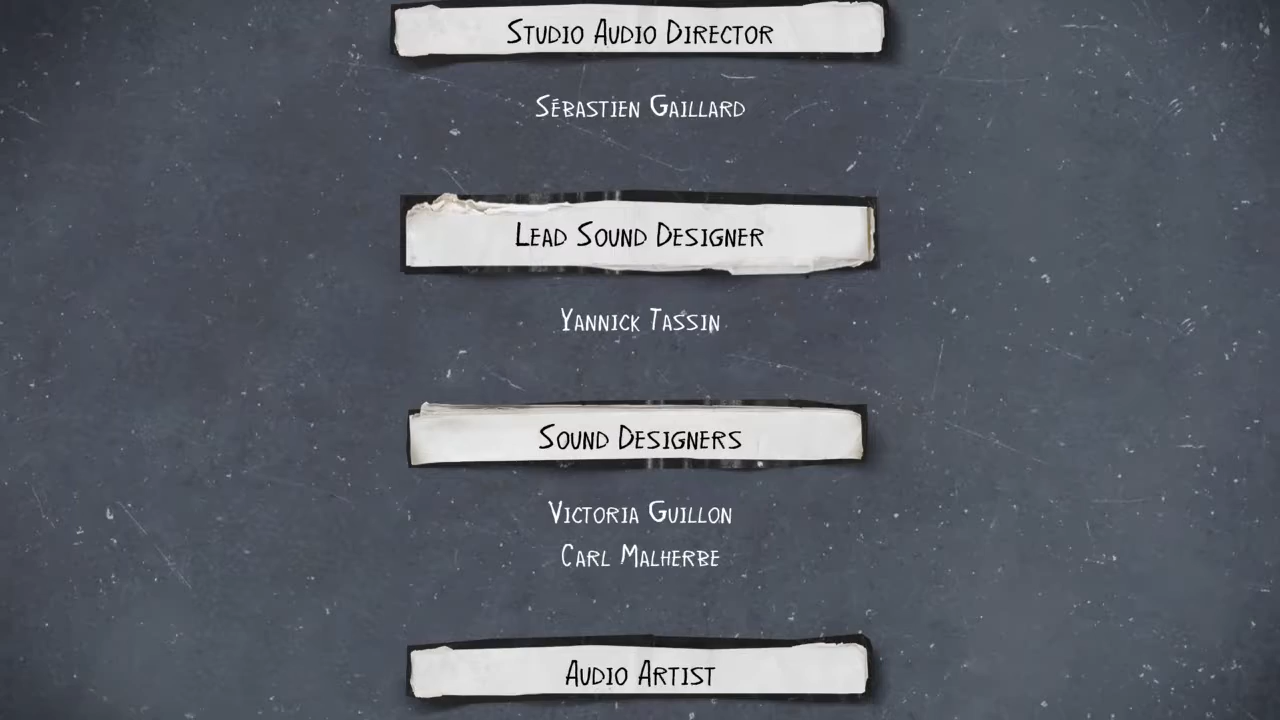 Studio Audio Director
Sébastien Gaillard
Lead Sound Designer
Yannick Tassin
Sound Designers
Victoria Guillon
Carl Malherbe
Audio Artist